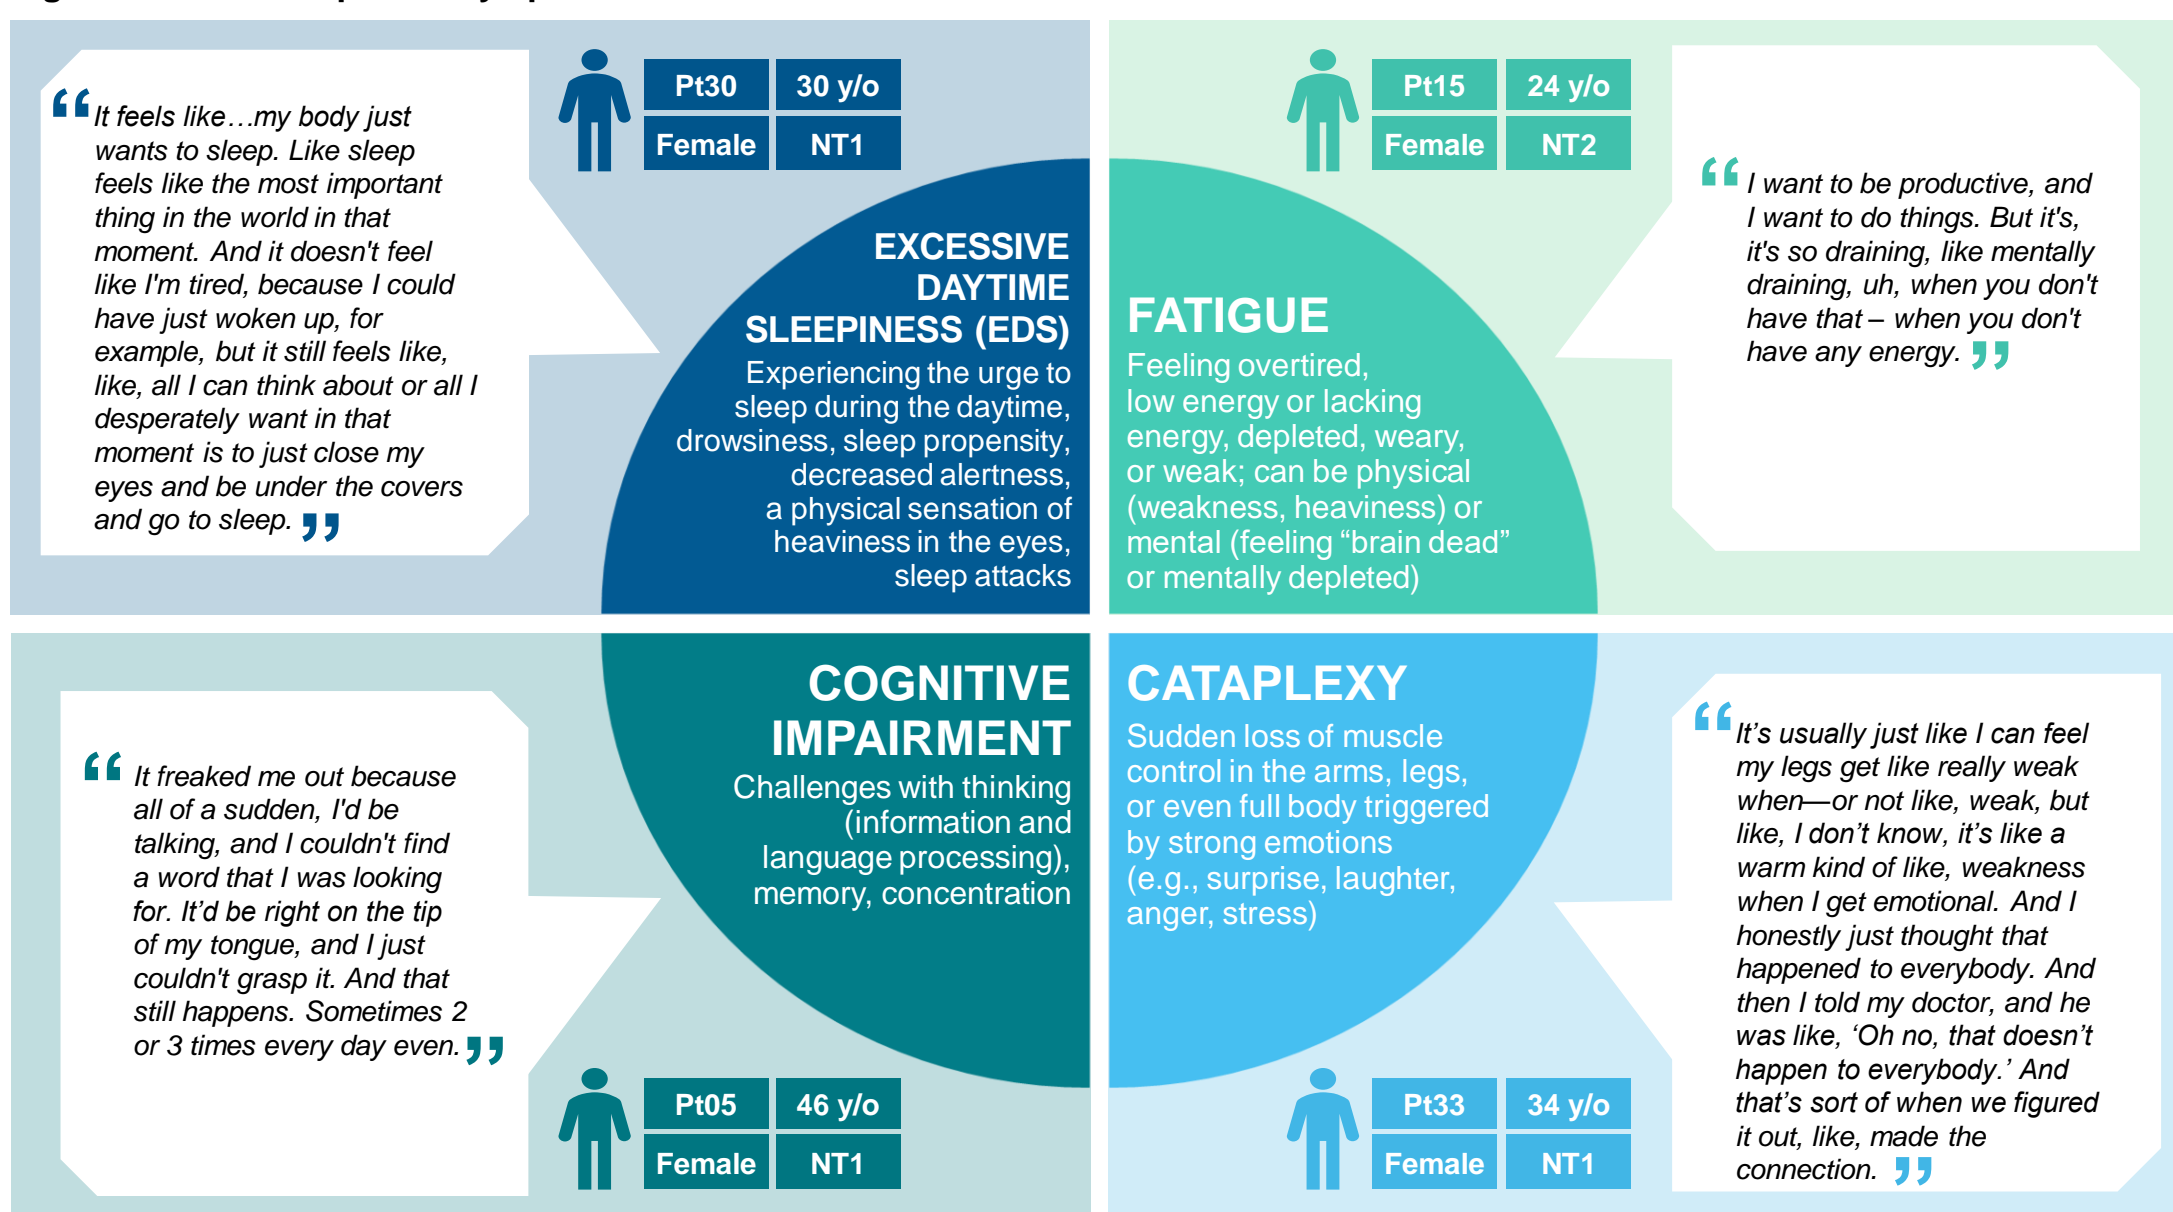 “It feels like…my body just
wants to sleep. Like sleep
feels like the most important
thing in the world in that
moment. And it doesn't feel
like I'm tired, because I could
have just woken up, for
example, but it still feels like,
like, all I can think about or all I
desperately want in that
moment is to just close my
eyes and be under the covers
and go to sleep.”
Pt30 30 y/o
Female NT1
EXCESSIVE
DAYTIME
SLEEPINESS (EDS)
Experiencing the urge to
sleep during the daytime,
drowsiness, sleep propensity,
decreased alertness,
a physical sensation of
heaviness in the eyes,
sleep attacks
Pt15 24 y/o
Female NT2
FATIGUE
Feeling overtired,
low energy or lacking
energy, depleted, weary,
or weak; can be physical
(weakness, heaviness) or
mental (feeling “brain dead”
or mentally depleted)
“I want to be productive, and
I want to do things. But it's,
it's so draining, like mentally
draining, uh, when you don't
have that – when you don't
have any energy.”
“It freaked me out because
all of a sudden, I'd be
talking, and I couldn't find
a word that I was looking
for. It’d be right on the tip
of my tongue, and I just
couldn't grasp it. And that
still happens. Sometimes 2
or 3 times every day even.”
COGNITIVE
IMPAIRMENT
Challenges with thinking
(information and
language processing),
memory, concentration
Pt05 46 y/o
Female NT1
CATAPLEXY
Sudden loss of muscle
control in the arms, legs,
or even full body triggered
by strong emotions
(e.g., surprise, laughter,
anger, stress)
Pt33 34 y/o
Female NT1
“It’s usually just like I can feel
my legs get like really weak
when—or not like, weak, but
like, I don’t know, it’s like a
warm kind of like, weakness
when I get emotional. And I
honestly just thought that
happened to everybody. And
then I told my doctor, and he
was like, ‘Oh no, that doesn’t
happen to everybody.’ And
that’s sort of when we figured
it out, like, made the
connection.”